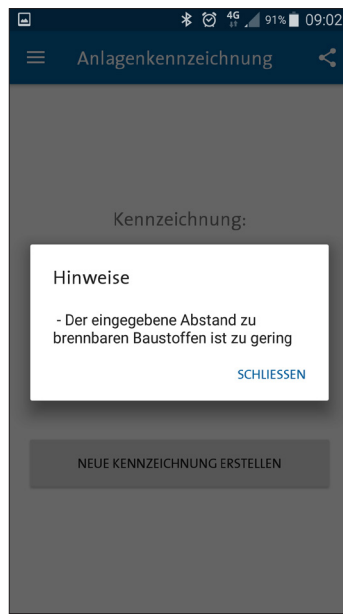 4G 91% 09:02
Anlagenkennzeichnung
Kennzeichnung:
Hinweise
- Der eingegebene Abstand zu
brennbaren Baustoffen ist zu gering
SCHLIESSEN
NEUE KENNZEICHNUNG ERSTELLEN